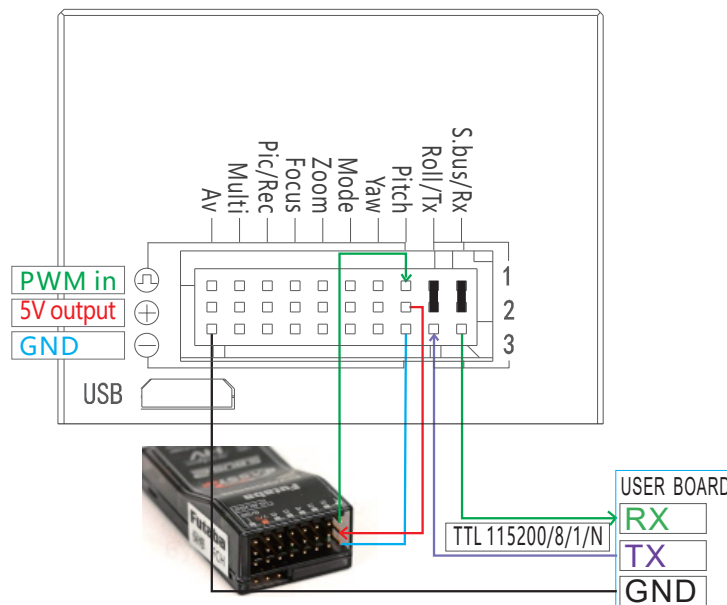 Av
Multi
Pic/Rec
Focus
Zoom
Mode
Yaw
Pitch
Roll/Tx
S.bus/Rx
PWM in
5V output
GND
1
2
3
USB
Futaba
Futaba
TTL 115200/8/1/N
USER BOARD
RX
TX
GND